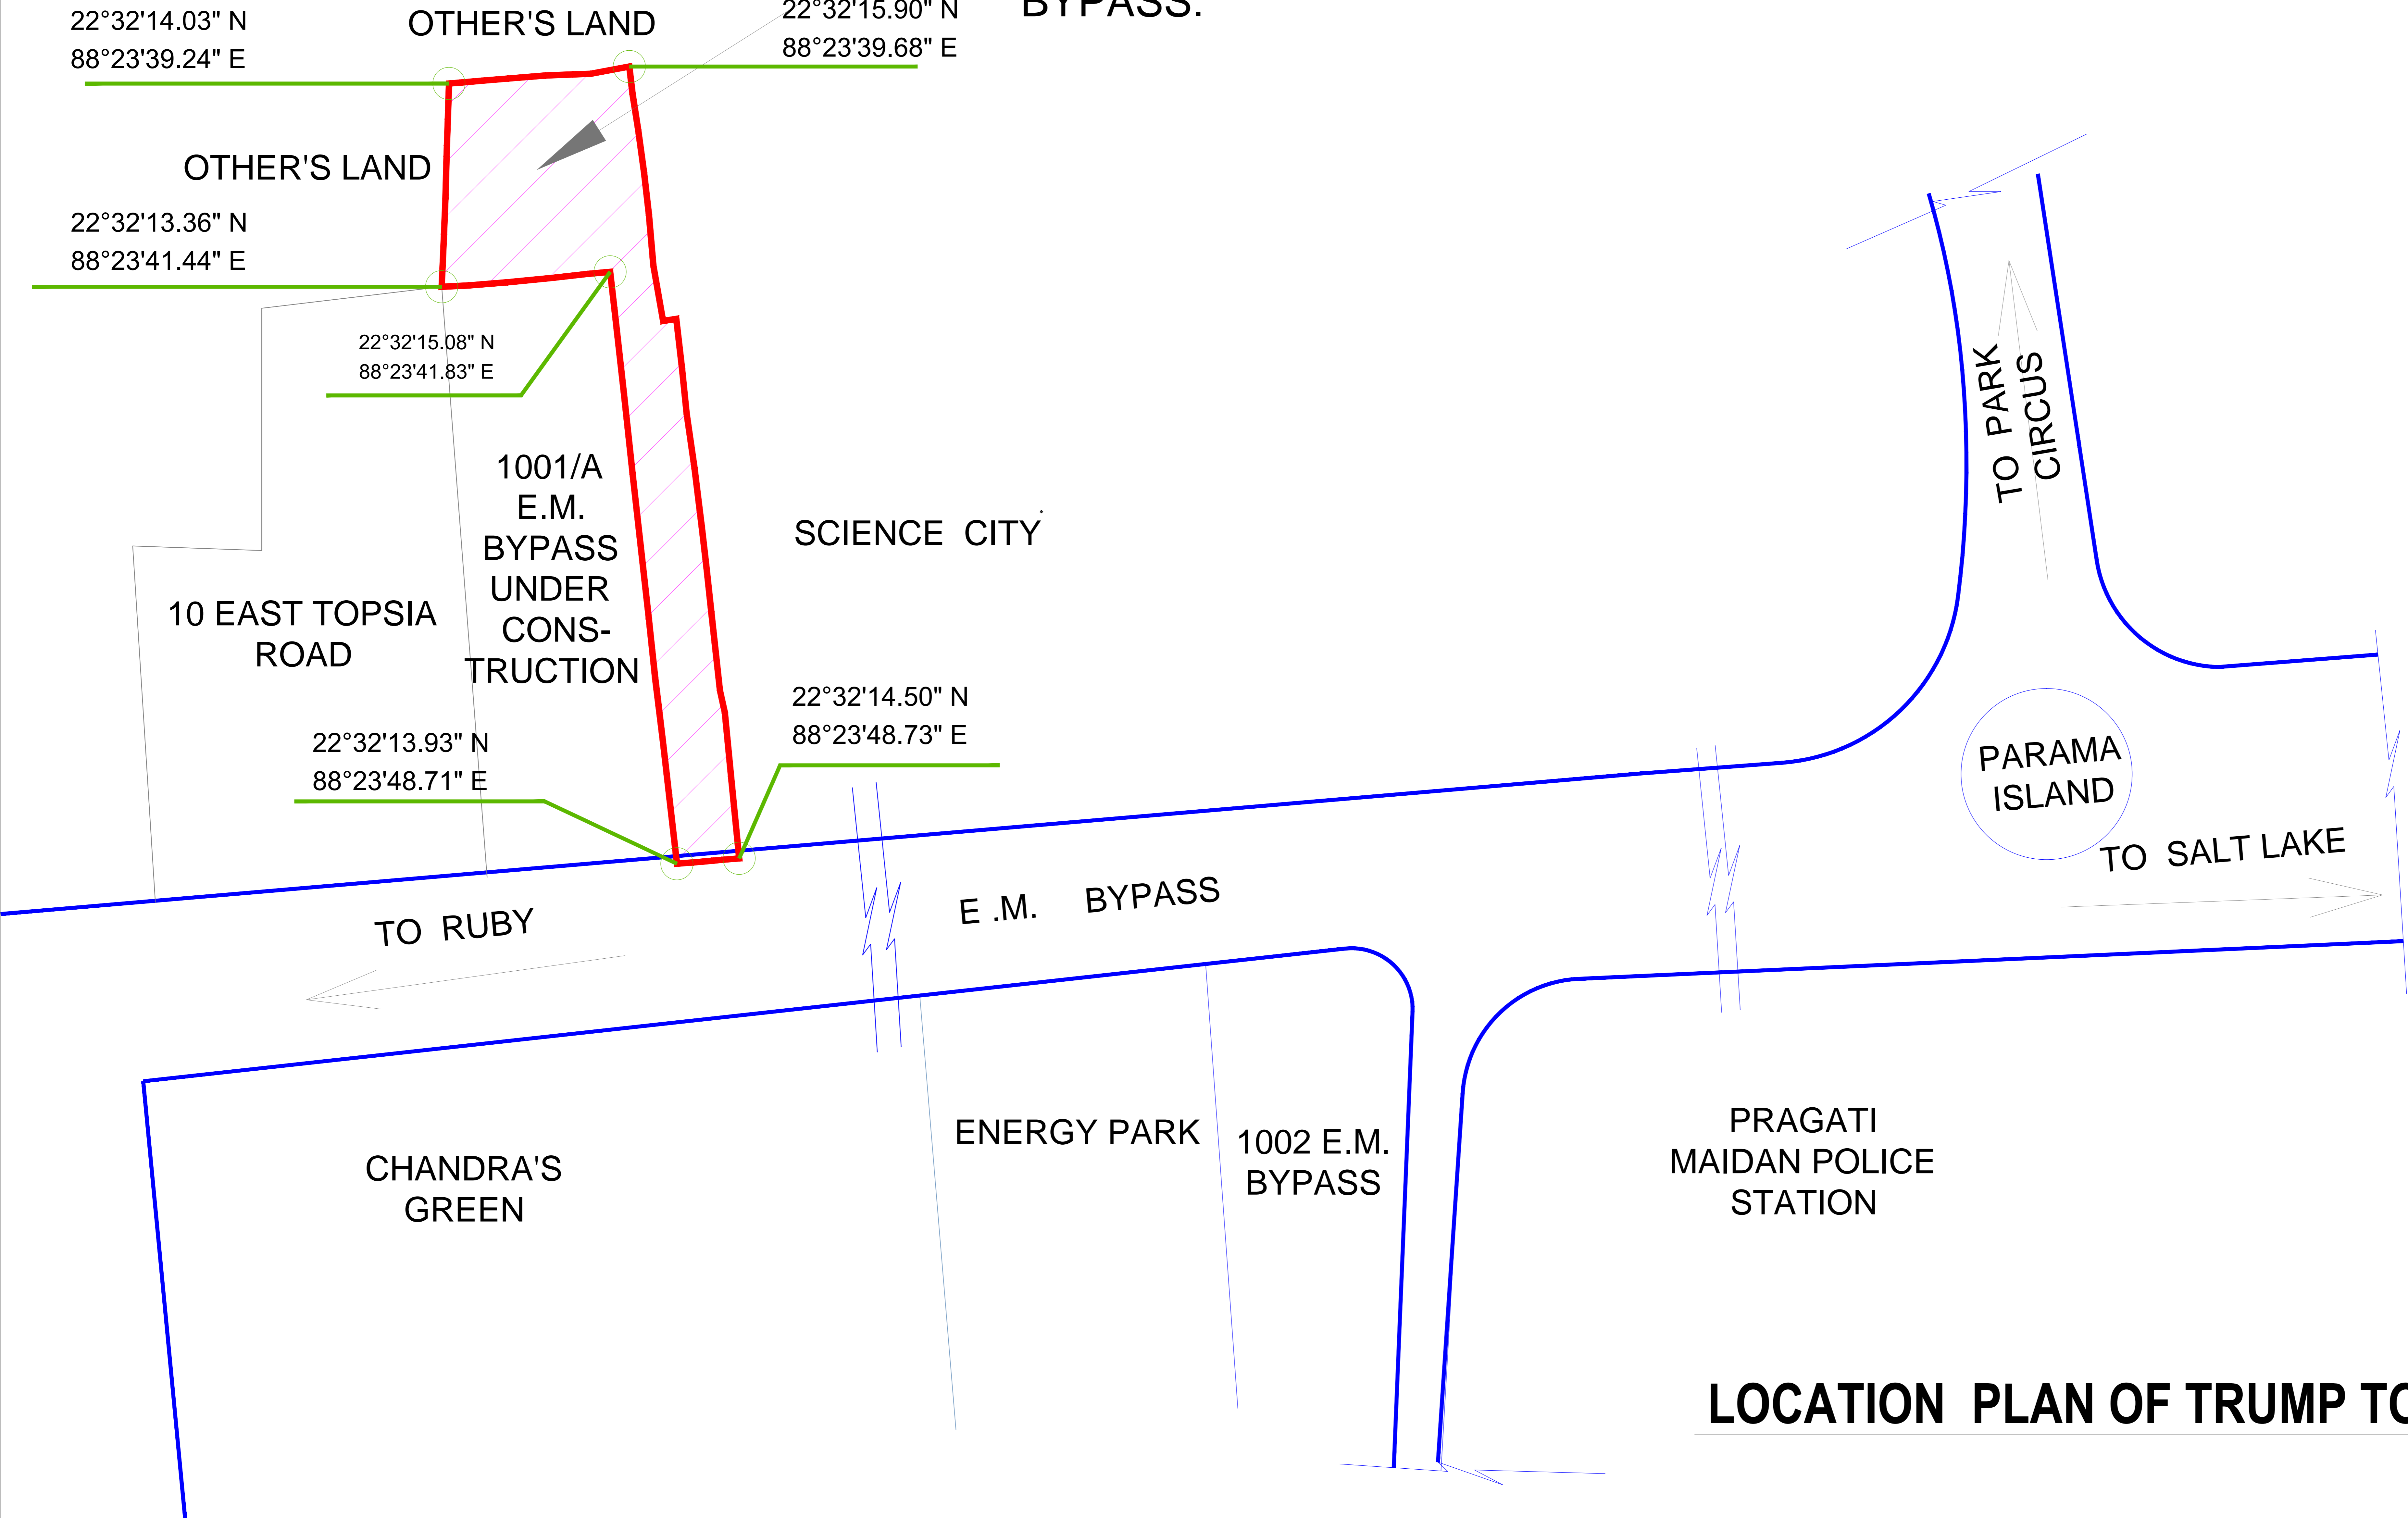 22°32'14.03" N
88°23'39.24" E
OTHER'S LAND
22°32'15.90" N
88°23'39.68" E
BYPASS.
OTHER'S LAND
22°32'13.36" N
88°23'41.44" E
22°32'15.08" N
88°23'41.83" E
TO PARK
CIRCUS
1001/A
E.M.
BYPASS
UNDER
CONS-
TRUCTION
SCIENCE CITY
10 EAST TOPSIA
ROAD
22°32'14.50" N
88°23'48.73" E
22°32'13.93" N
88°23'48.71" E
PARAMA
ISLAND
TO SALT LAKE
E .M. BYPASS
TO RUBY
ENERGY PARK
1002 E.M.
BYPASS
PRAGATI
MAIDAN POLICE
STATION
CHANDRA'S
GREEN
LOCATION PLAN OF TRUMP